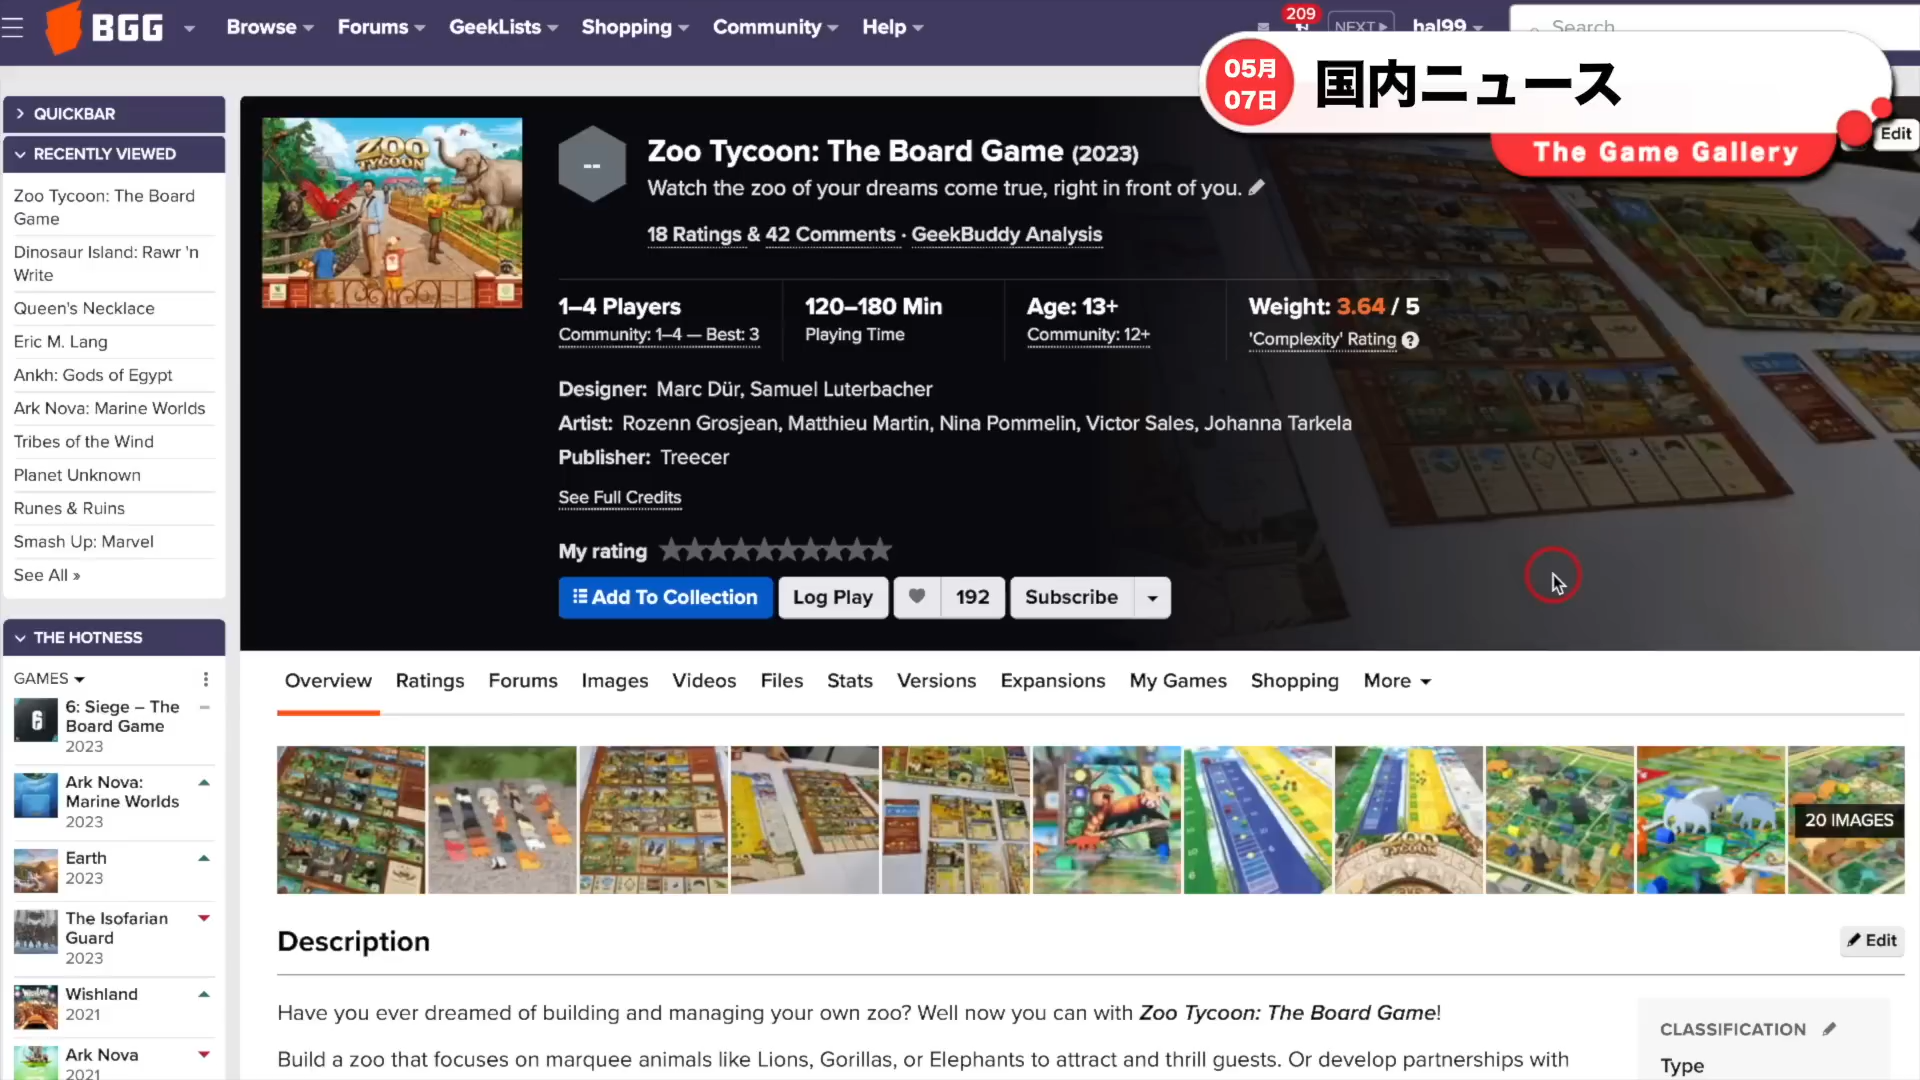 BGG
Browse
Forums
GeekLists
Shopping
Community
Help
209
NEXT
hal99
Search
05月
07日
国内ニュース
The Game Gallery
Edit
QUICKBAR
RECENTLY VIEWED
Zoo Tycoon: The Board
Game
Dinosaur Island: Rawr 'n
Write
Queen's Necklace
Eric M. Lang
Ankh: Gods of Egypt
Ark Nova: Marine Worlds
Tribes of the Wind
Planet Unknown
Runes & Ruins
Smash Up: Marvel
See All »
THE HOTNESS
GAMES
6: Siege – The
Board Game
2023
Ark Nova:
Marine Worlds
2023
Earth
2023
The Isofarian
Guard
2023
Wishland
2021
Ark Nova
2021
ZOO
TYCOON
--
Zoo Tycoon: The Board Game (2023)
Watch the zoo of your dreams come true, right in front of you.
18 Ratings & 42 Comments · GeekBuddy Analysis
1–4 Players
Community: 1–4 — Best: 3
120–180 Min
Playing Time
Age: 13+
Community: 12+
Weight: 3.64 / 5
'Complexity' Rating ?
Designer: Marc Dür, Samuel Luterbacher
Artist: Rozenn Grosjean, Matthieu Martin, Nina Pommelin, Victor Sales, Johanna Tarkela
Publisher: Treecer
See Full Credits
My rating
Add To Collection
Log Play
192
Subscribe
Overview
Ratings
Forums
Images
Videos
Files
Stats
Versions
Expansions
My Games
Shopping
More
ZOO
TYCOON
20 IMAGES
Description
Edit
Have you ever dreamed of building and managing your own zoo? Well now you can with Zoo Tycoon: The Board Game!
Build a zoo that focuses on marquee animals like Lions, Gorillas, or Elephants to attract and thrill guests. Or develop partnerships with
CLASSIFICATION
Type